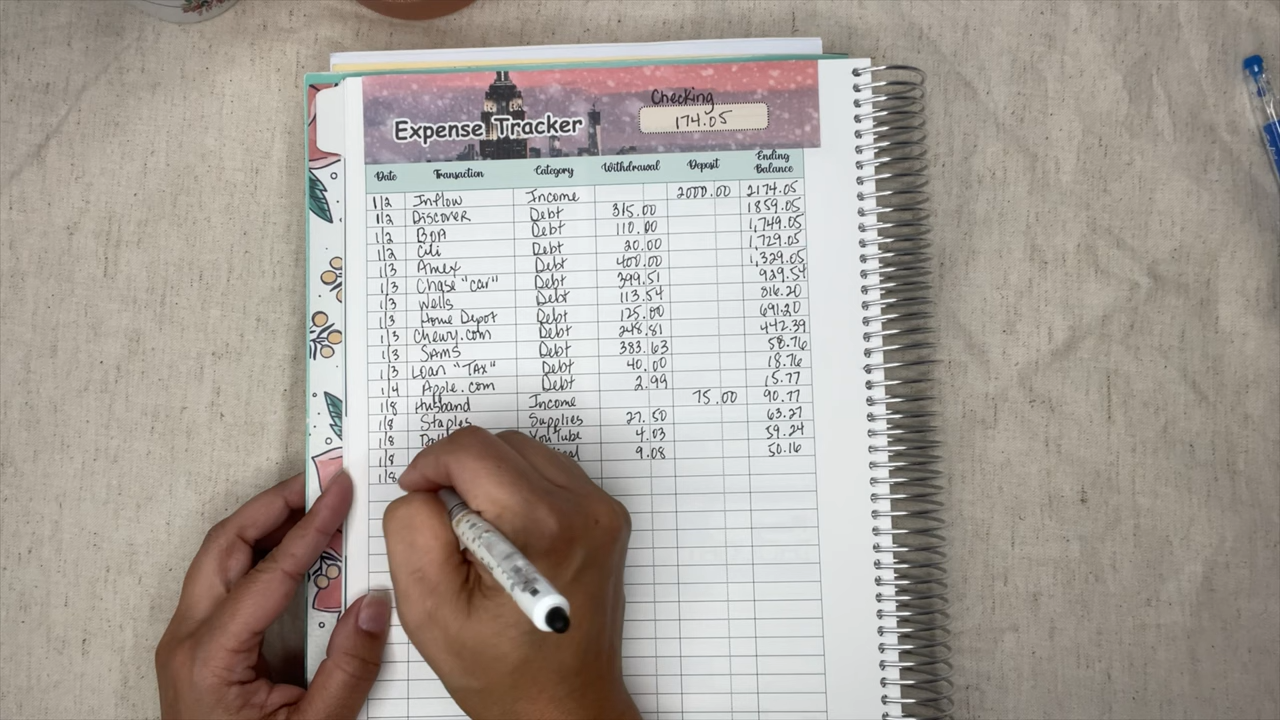 Checking
Expense Tracker 174.05
Date Transaction Category Withdrawal Deposit Ending Balance
1/2 Inflow Income 2000.00 2174.05
1/2 Discover Debt 315.00 1859.05
1/2 BOA Debt 110.00 1,749.05
1/2 Citi Debt 20.00 1,729.05
1/3 Amex Debt 400.00 1,329.05
1/3 Chase "car" Debt 399.51 929.54
1/3 Wells Debt 113.54 816.20
1/3 Home Depot Debt 125.00 691.20
1/3 Chewy.com Debt 248.81 442.39
1/3 SAMS Debt 383.63 58.76
1/3 Loan "TAX" Debt 40.00 18.76
1/4 Apple.com Debt 2.99 15.77
1/8 Husband Income 75.00 90.77
1/8 Staples Supplies 27.50 63.27
1/8 YouTube 4.03 59.24
1/8 9.08 50.16
1/8